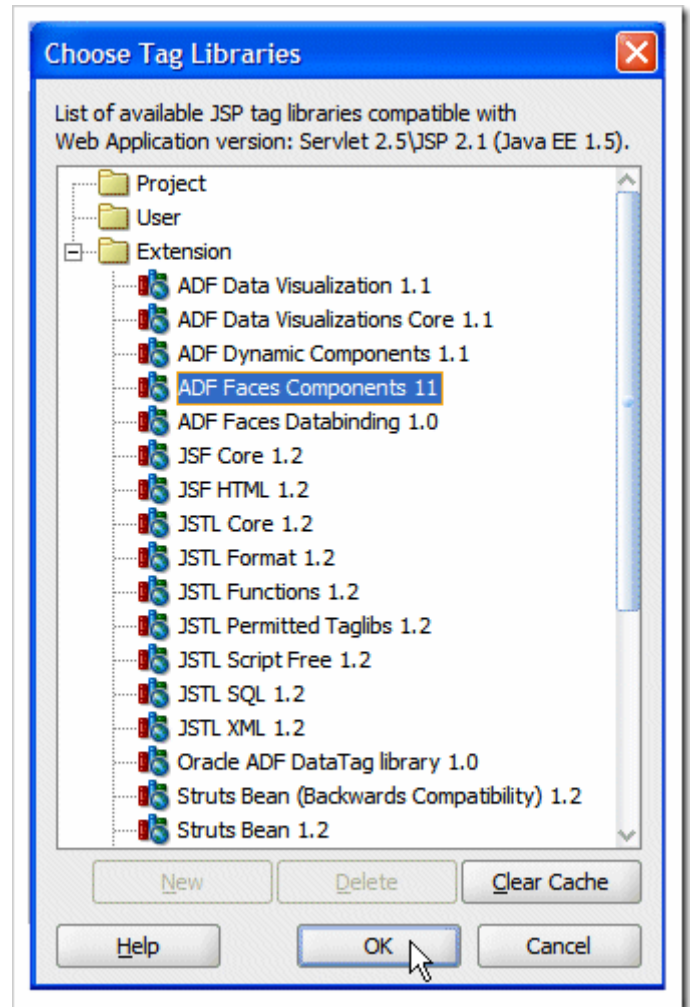 Choose Tag Libraries
List of available JSP tag libraries compatible with
Web Application version: Servlet 2.5\JSP 2.1 (Java EE 1.5).
Project
User
Extension
ADF Data Visualization 1.1
ADF Data Visualizations Core 1.1
ADF Dynamic Components 1.1
ADF Faces Components 11
ADF Faces Databinding 1.0
JSF Core 1.2
JSF HTML 1.2
JSTL Core 1.2
JSTL Format 1.2
JSTL Functions 1.2
JSTL Permitted Taglibs 1.2
JSTL Script Free 1.2
JSTL SQL 1.2
JSTL XML 1.2
Oracle ADF DataTag library 1.0
Struts Bean (Backwards Compatibility) 1.2
Struts Bean 1.2
New Delete Clear Cache
Help OK Cancel